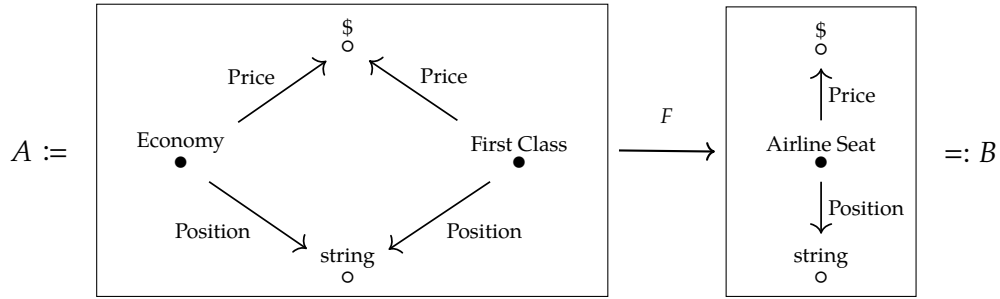 $
Price
Price
Economy
First Class
A :=
Position
Position
string
F
$
Price
Airline Seat
Position
string
=: B